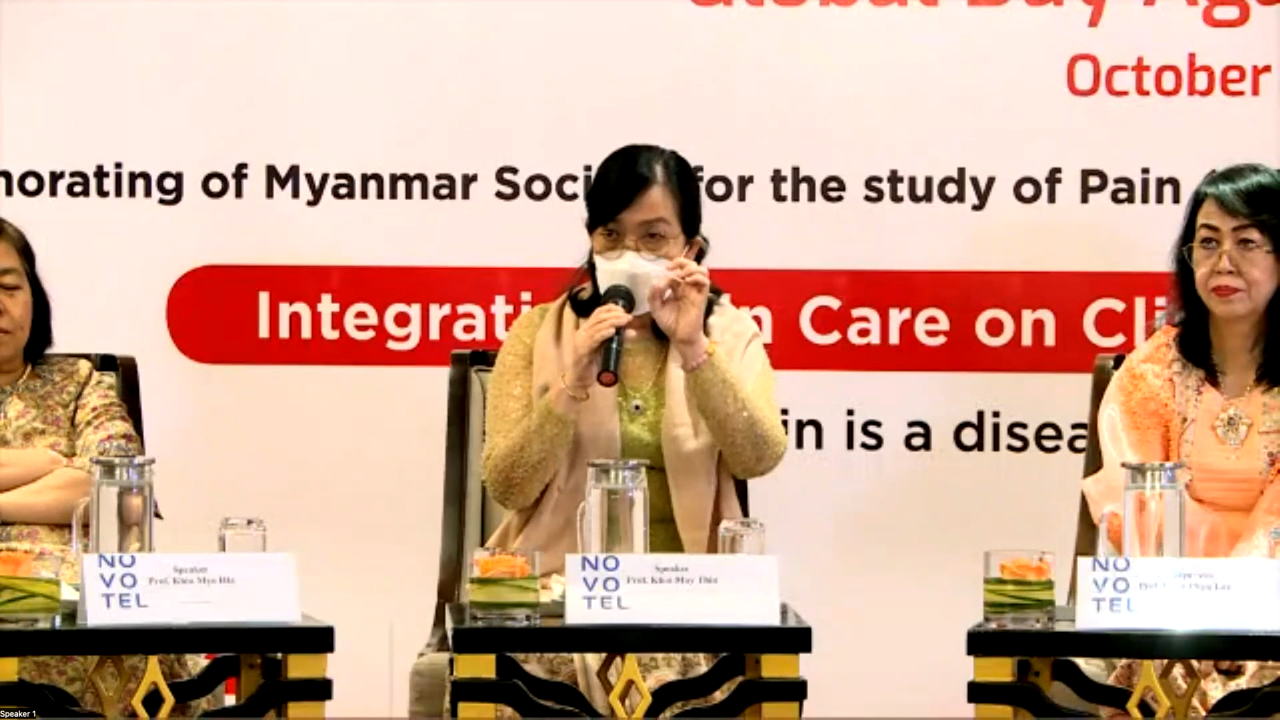 October
norating of Myanmar Soci for the study of Pain
Integrati n Care on Cli
in is a disea
NO
VO
TEL
Speaker
NO
VO
TEL
Speaker
NO
VO
TEL
Speaker 1